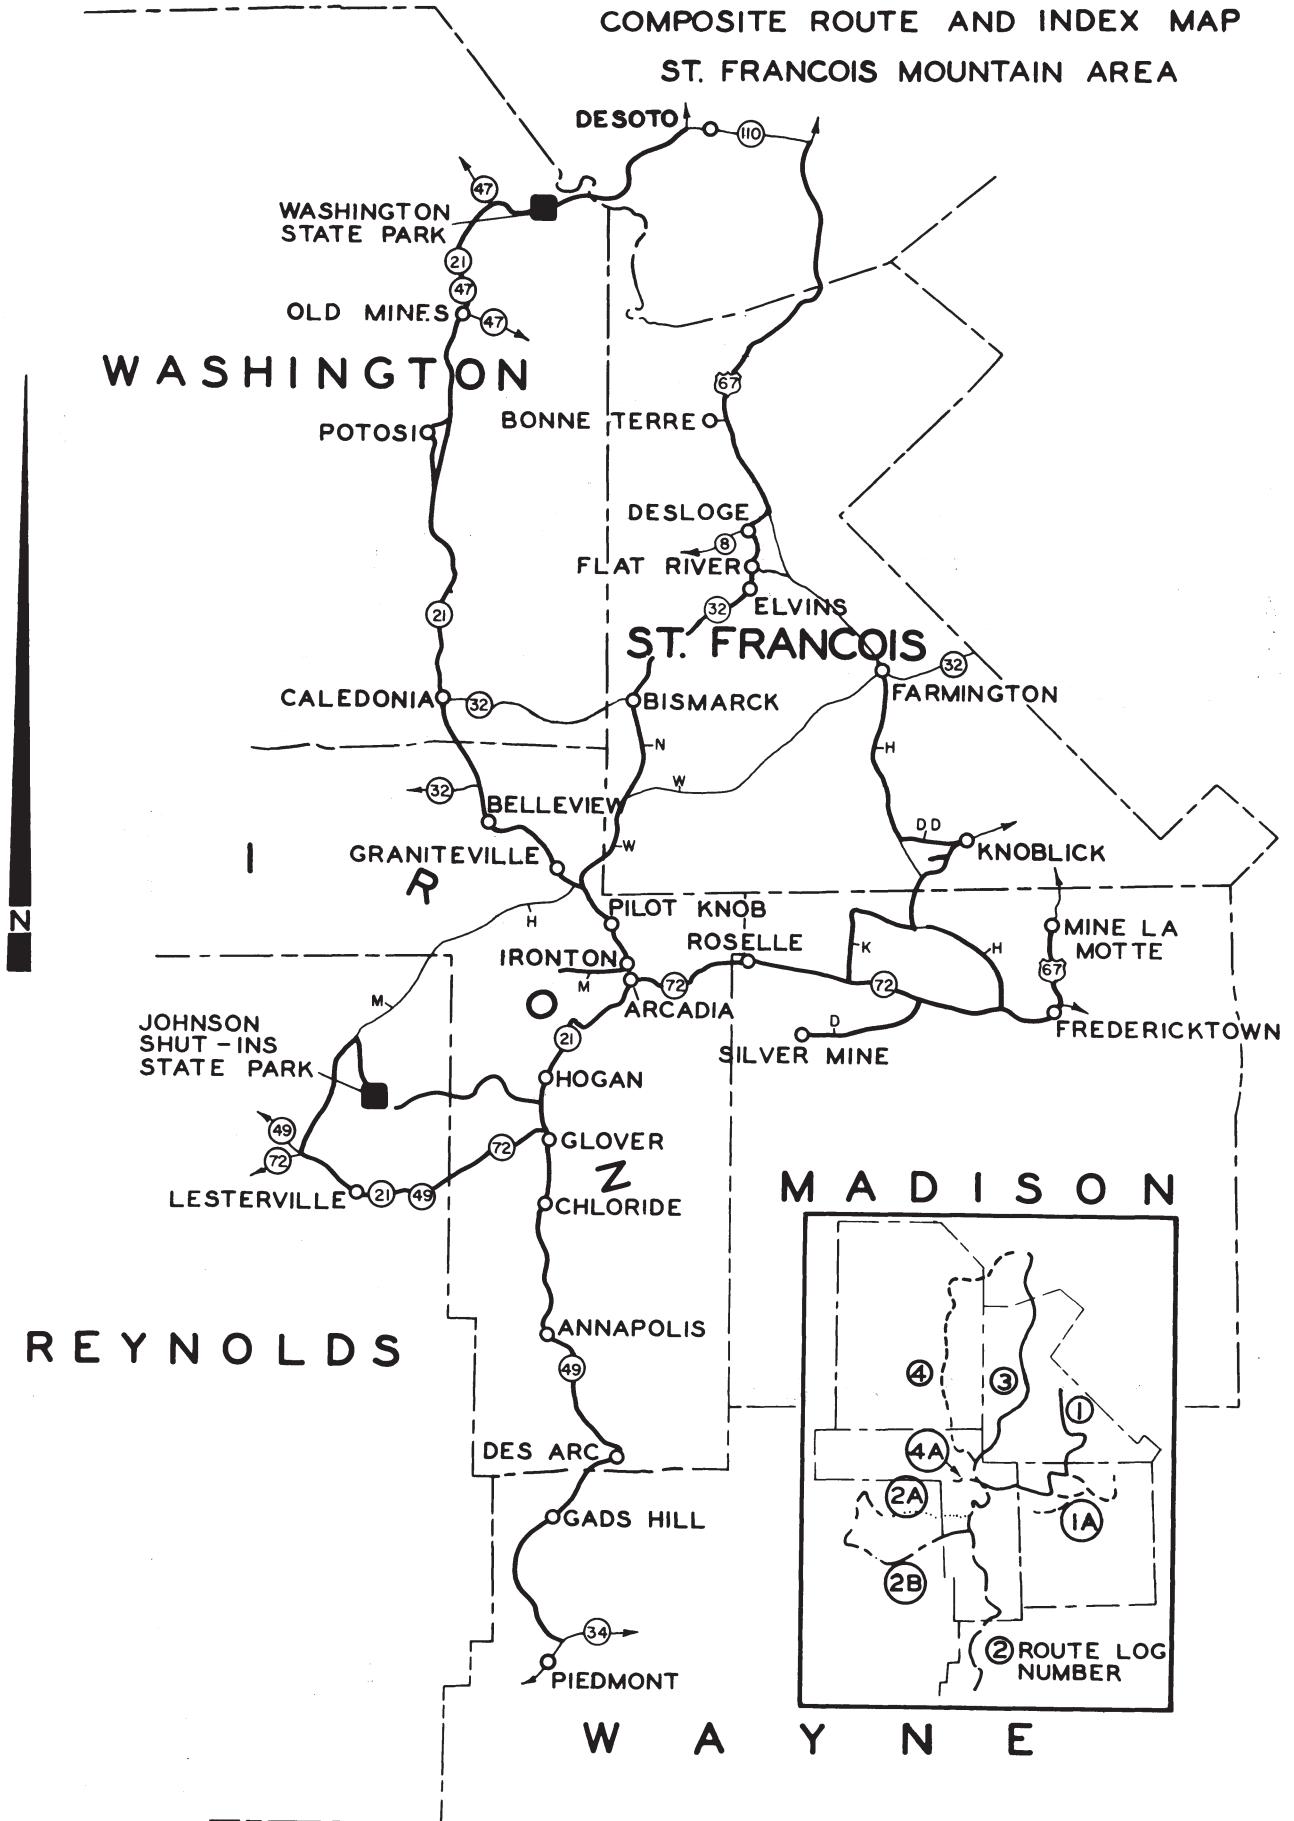 COMPOSITE ROUTE AND INDEX MAP
ST. FRANCOIS MOUNTAIN AREA
DESOTO
110
47
WASHINGTON
STATE PARK
21
47
OLD MINES
47
WASHINGTON
67
POTOSI
BONNE TERRE
DESLOGE
8
FLAT RIVER
21
32
ELVINS
ST. FRANCOIS
32
CALEDONIA
32
BISMARCK
FARMINGTON
N
H
W
32
BELLEVIEW
DD
W
KNOBLICK
GRANITEVILLE
I
R
O
Z
N
H
PILOT KNOB
MINE LA
MOTTE
ROSELLE
K
H
IRONTON
67
M
72
72
M
ARCADIA
JOHNSON
SHUT-INS
STATE PARK
D
FREDERICKTOWN
21
SILVER MINE
HOGAN
49
72
72
GLOVER
LESTERVILLE
21
49
CHLORIDE
MADISON
ANNAPOLIS
REYNOLDS
49
4
3
1
DES ARC
4A
2A
1A
GADS HILL
2B
34
2 ROUTE LOG
NUMBER
PIEDMONT
WAYNE